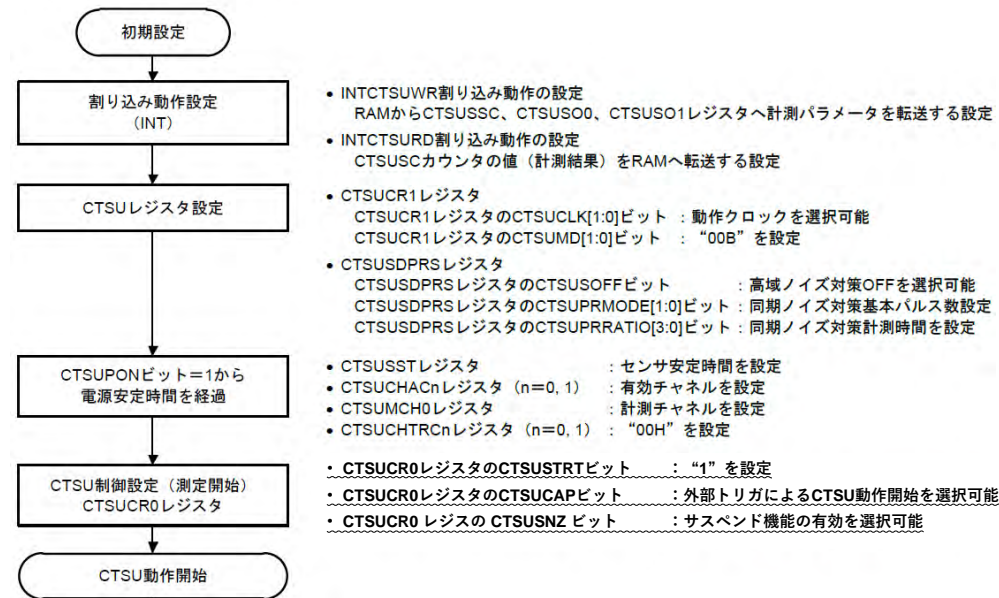 初期設定
割り込み動作設定
(INT)
• INTCTSUWR割り込み動作の設定
RAMからCTSUSSC、CTSUSO0、CTSUSO1レジスタへ計測パラメータを転送する設定
• INTCTSURD割り込み動作の設定
CTSUSCカウンタの値（計測結果）をRAMへ転送する設定
CTSUレジスタ設定
• CTSUCR1レジスタ
CTSUCR1レジスタのCTSUCLK[1:0]ビット ：動作クロックを選択可能
CTSUCR1レジスタのCTSUMD[1:0]ビット ：“00B”を設定
• CTSUSDPRSレジスタ
CTSUSDPRSレジスタのCTSUSOFFビット ：高域ノイズ対策OFFを選択可能
CTSUSDPRSレジスタのCTSUPRMODE[1:0]ビット：同期ノイズ対策基本パルス数設定
CTSUSDPRSレジスタのCTSUPRRATIO[3:0]ビット：同期ノイズ対策計測時間を設定
CTSUPONビット＝1から
電源安定時間を経過
• CTSUSSTレジスタ ：センサ安定時間を設定
• CTSUCHACnレジスタ（n＝0, 1） ：有効チャネルを設定
• CTSUMCH0レジスタ ：計測チャネルを設定
• CTSUCHTRCnレジスタ（n＝0, 1） ：“00H”を設定
CTSU制御設定（測定開始）
CTSUCR0レジスタ
・ CTSUCR0レジスタのCTSUSTRTビット ：“1”を設定
・ CTSUCR0レジスタのCTSUCAPビット ：外部トリガによるCTSU動作開始を選択可能
・ CTSUCR0 レジスの CTSUSNZ ビット ：サスペンド機能の有効を選択可能
CTSU動作開始